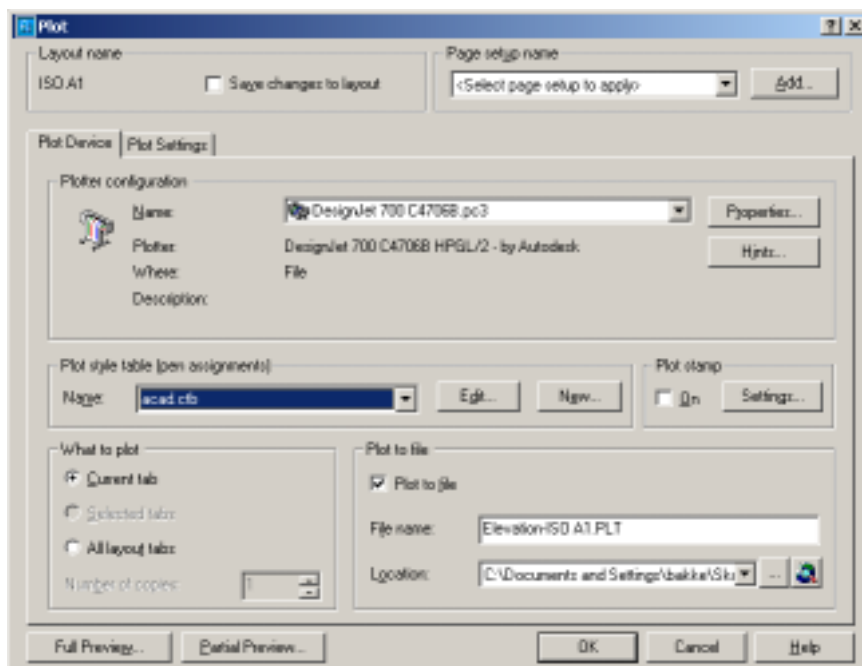 Plot
Layout name
ISO A1
Save changes to layout
Page setup name
<Select page setup to apply>
Add...
Plot Device
Plot Settings
Plotter configuration
Name:
DesignJet 700 C4706B.pc3
Properties...
Plotter:
DesignJet 700 C4706B HPGL/2 - by Autodesk
Hints...
Where:
File
Description:
Plot style table (pen assignments)
Name:
acad.ctb
Edit...
New...
Plot stamp
On
Settings...
What to plot
Current tab
Selected tabs
All layout tabs
Number of copies:
1
Plot to file
Plot to file
File name:
Elevation-ISO A1.PLT
Location:
C:\Documents and Settings\bakke\Sk
...
Full Preview...
Partial Preview...
OK
Cancel
Help